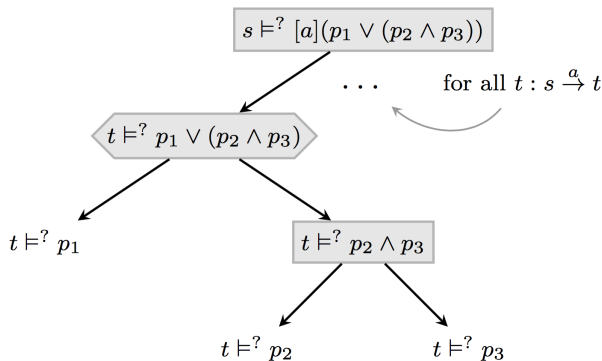 s ⊨? [a](p₁ ∨ (p₂ ∧ p₃))
... for all t : s →ᵃ t
t ⊨? p₁ ∨ (p₂ ∧ p₃)
t ⊨? p₁
t ⊨? p₂ ∧ p₃
t ⊨? p₂
t ⊨? p₃